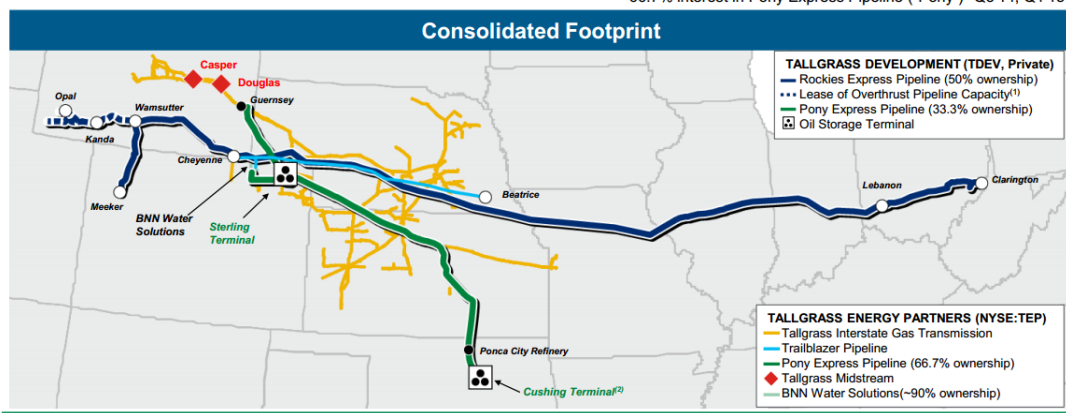 Consolidated Footprint
TALLGRASS DEVELOPMENT (TDEV, Private)
Rockies Express Pipeline (50% ownership)
Lease of Overthrust Pipeline Capacity(1)
Pony Express Pipeline (33.3% ownership)
Oil Storage Terminal
Casper
Douglas
Guernsey
Opal
Wamsutter
Kanda
Cheyenne
Meeker
BNN Water
Solutions
Sterling
Terminal
Beatrice
Lebanon
Clarington
Ponca City Refinery
Cushing Terminal(2)
TALLGRASS ENERGY PARTNERS (NYSE:TEP)
Tallgrass Interstate Gas Transmission
Trailblazer Pipeline
Pony Express Pipeline (66.7% ownership)
Tallgrass Midstream
BNN Water Solutions(~90% ownership)